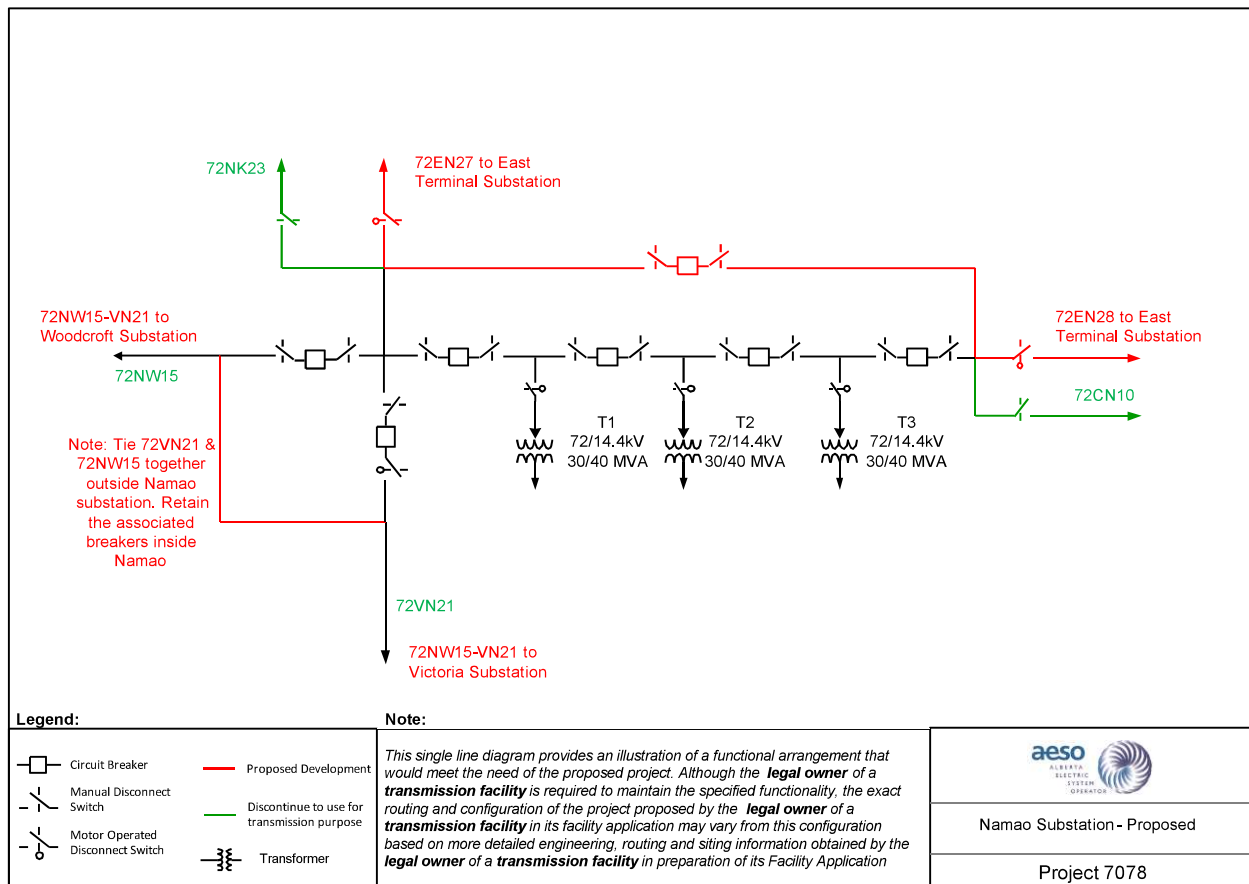 72NK23
72EN27 to East
Terminal Substation
72NW15-VN21 to
Woodcroft Substation
72NW15
72EN28 to East
Terminal Substation
72CN10
T1
72/14.4kV
30/40 MVA
T2
72/14.4kV
30/40 MVA
T3
72/14.4kV
30/40 MVA
Note: Tie 72VN21 &
72NW15 together
outside Namao
substation. Retain
the associated
breakers inside
Namao
72VN21
72NW15-VN21 to
Victoria Substation
Legend:
Circuit Breaker
Manual Disconnect
Switch
Motor Operated
Disconnect Switch
Proposed Development
Discontinue to use for
transmission purpose
Transformer
Note:
This single line diagram provides an illustration of a functional arrangement that
would meet the need of the proposed project. Although the legal owner of a
transmission facility is required to maintain the specified functionality, the exact
routing and configuration of the project proposed by the legal owner of a
transmission facility in its facility application may vary from this configuration
based on more detailed engineering, routing and siting information obtained by the
legal owner of a transmission facility in preparation of its Facility Application
aeso
ALBERTA
ELECTRIC
SYSTEM
OPERATOR
Namao Substation - Proposed
Project 7078